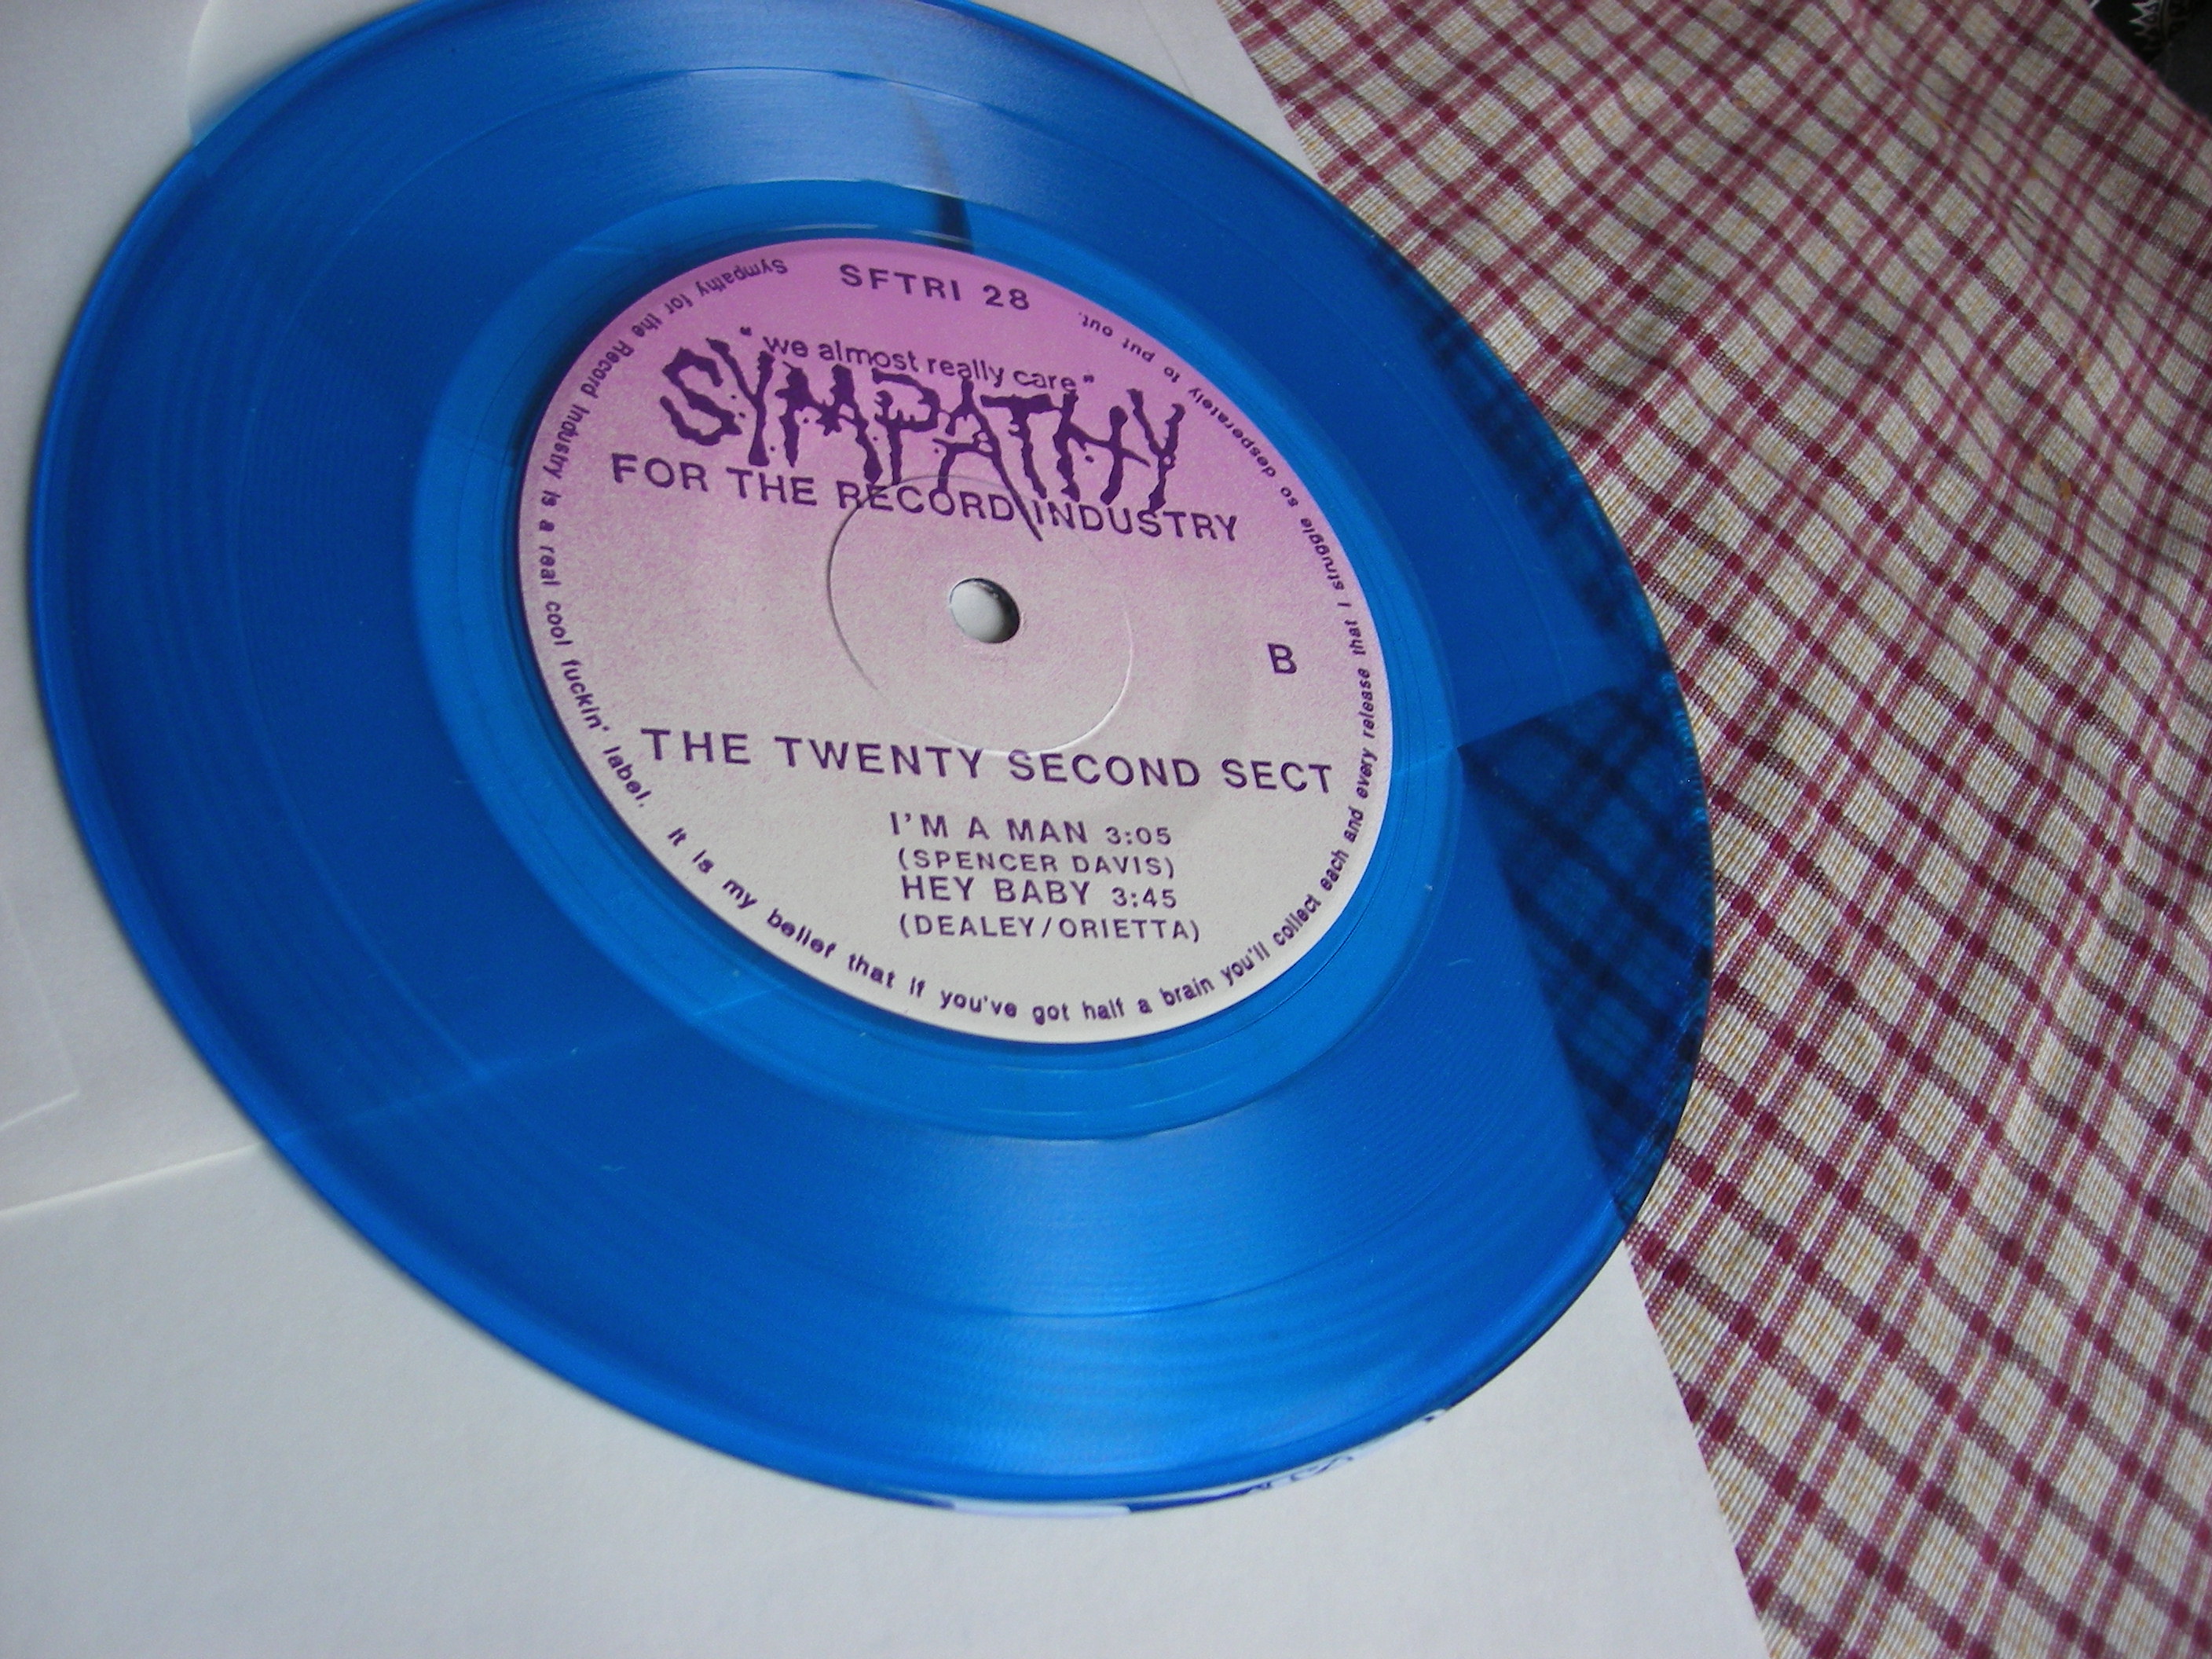 SFTRI 28
"we almost really care"
SYMPATHY
FOR THE RECORD INDUSTRY
B
THE TWENTY SECOND SECT
I'M A MAN 3:05
(SPENCER DAVIS)
HEY BABY 3:45
(DEALEY/ORIETTA)
Sympathy for the Record Industry is a real cool fuckin' label. It is my belief that if you've got half a brain you'll collect each and every release that I struggle so desperately to put out.